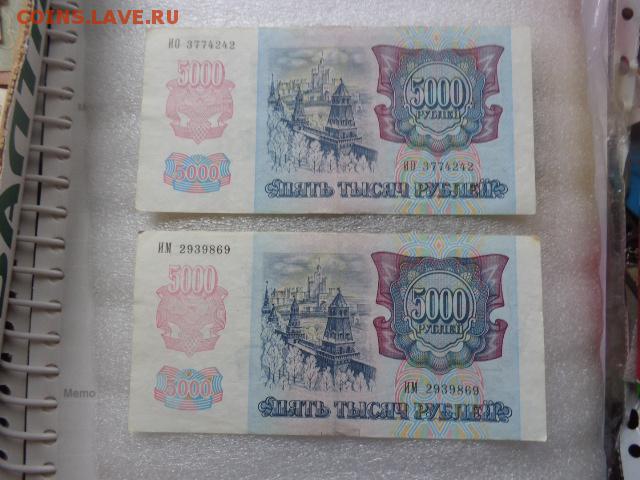 COINS.LAVE.RU
ИО 3774242
5000
5000
РУБЛЕЙ
ИО 3774242
5000
ПЯТЬ ТЫСЯЧ РУБЛЕЙ
ИМ 2939869
5000
5000
РУБЛЕЙ
ИМ 2939869
5000
ПЯТЬ ТЫСЯЧ РУБЛЕЙ
Memo